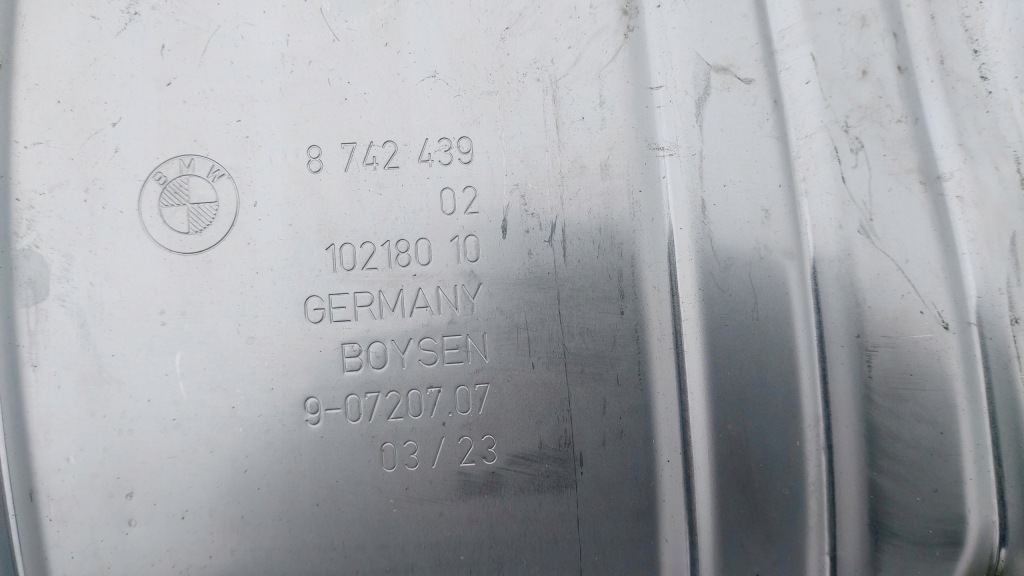 BMW
8 742 439
02
102180 10
GERMANY
BOYSEN
9-07207.07
03/23